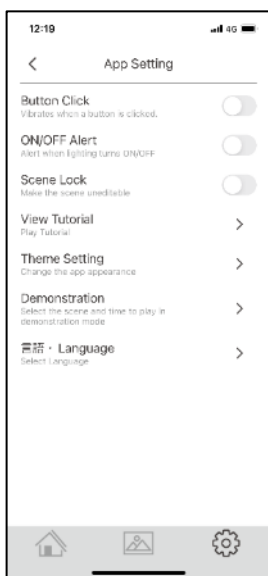 12:19
4G
App Setting
Button Click
Vibrates when a button is clicked.
ON/OFF Alert
Alert when lighting turns ON/OFF
Scene Lock
Make the scene uneditable
View Tutorial
Play Tutorial
Theme Setting
Change the app appearance
Demonstration
Select the scene and time to play in
demonstration mode
言語・Language
Select Language